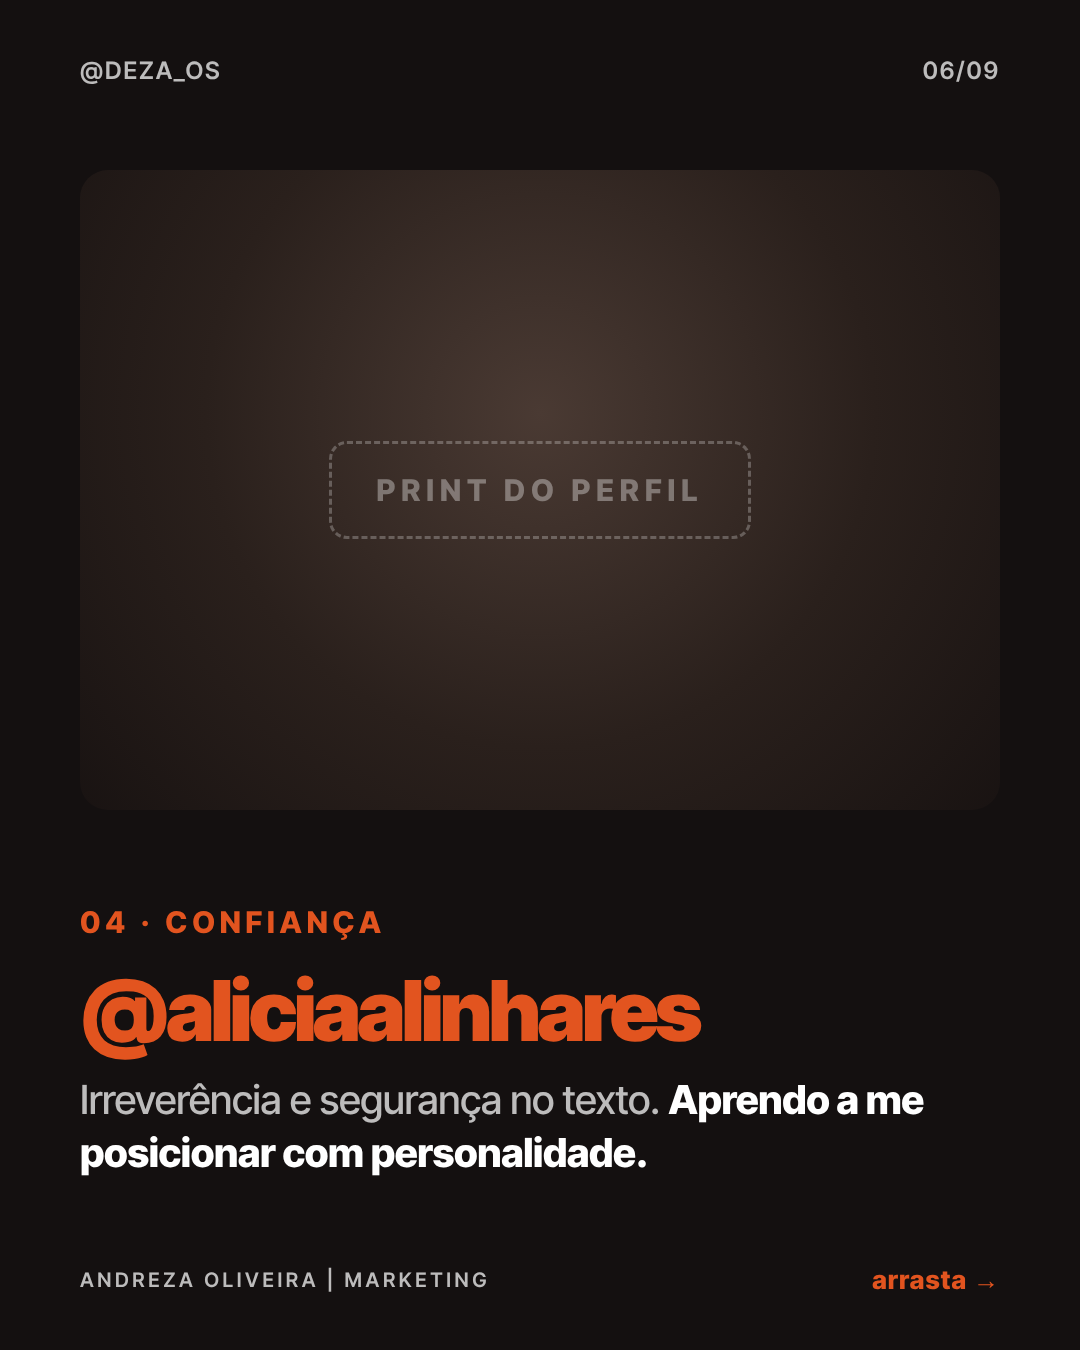 @DEZA_OS
06/09
PRINT DO PERFIL
04 · CONFIANÇA
@aliciaalinhares
Irreverência e segurança no texto. Aprendo a me
posicionar com personalidade.
ANDREZA OLIVEIRA | MARKETING
arrasta →